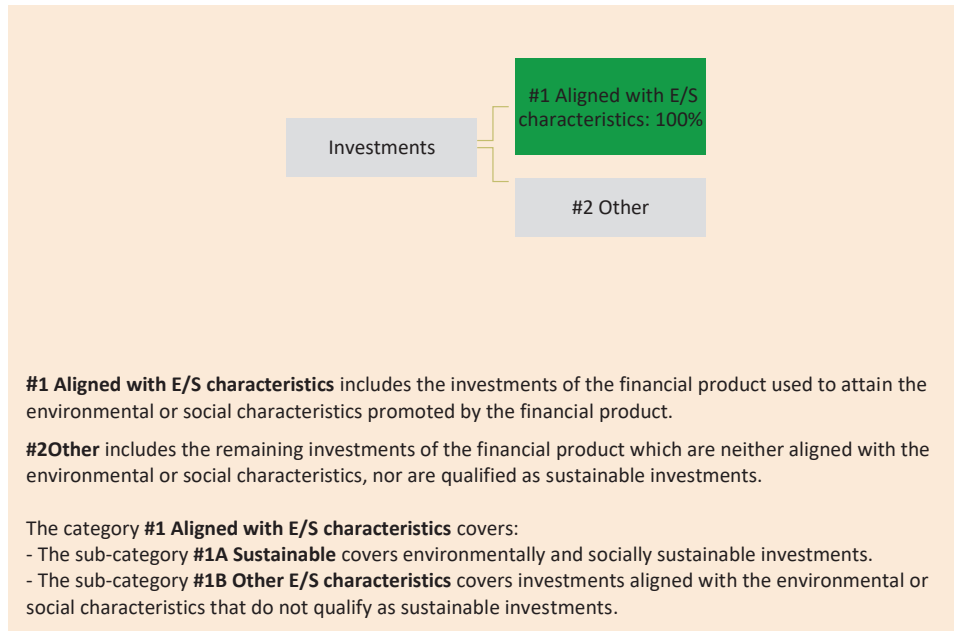 #1 Aligned with E/S
characteristics: 100%
Investments
#2 Other
#1 Aligned with E/S characteristics includes the investments of the financial product used to attain the
environmental or social characteristics promoted by the financial product.
#2Other includes the remaining investments of the financial product which are neither aligned with the
environmental or social characteristics, nor are qualified as sustainable investments.
The category #1 Aligned with E/S characteristics covers:
- The sub-category #1A Sustainable covers environmentally and socially sustainable investments.
- The sub-category #1B Other E/S characteristics covers investments aligned with the environmental or
social characteristics that do not qualify as sustainable investments.